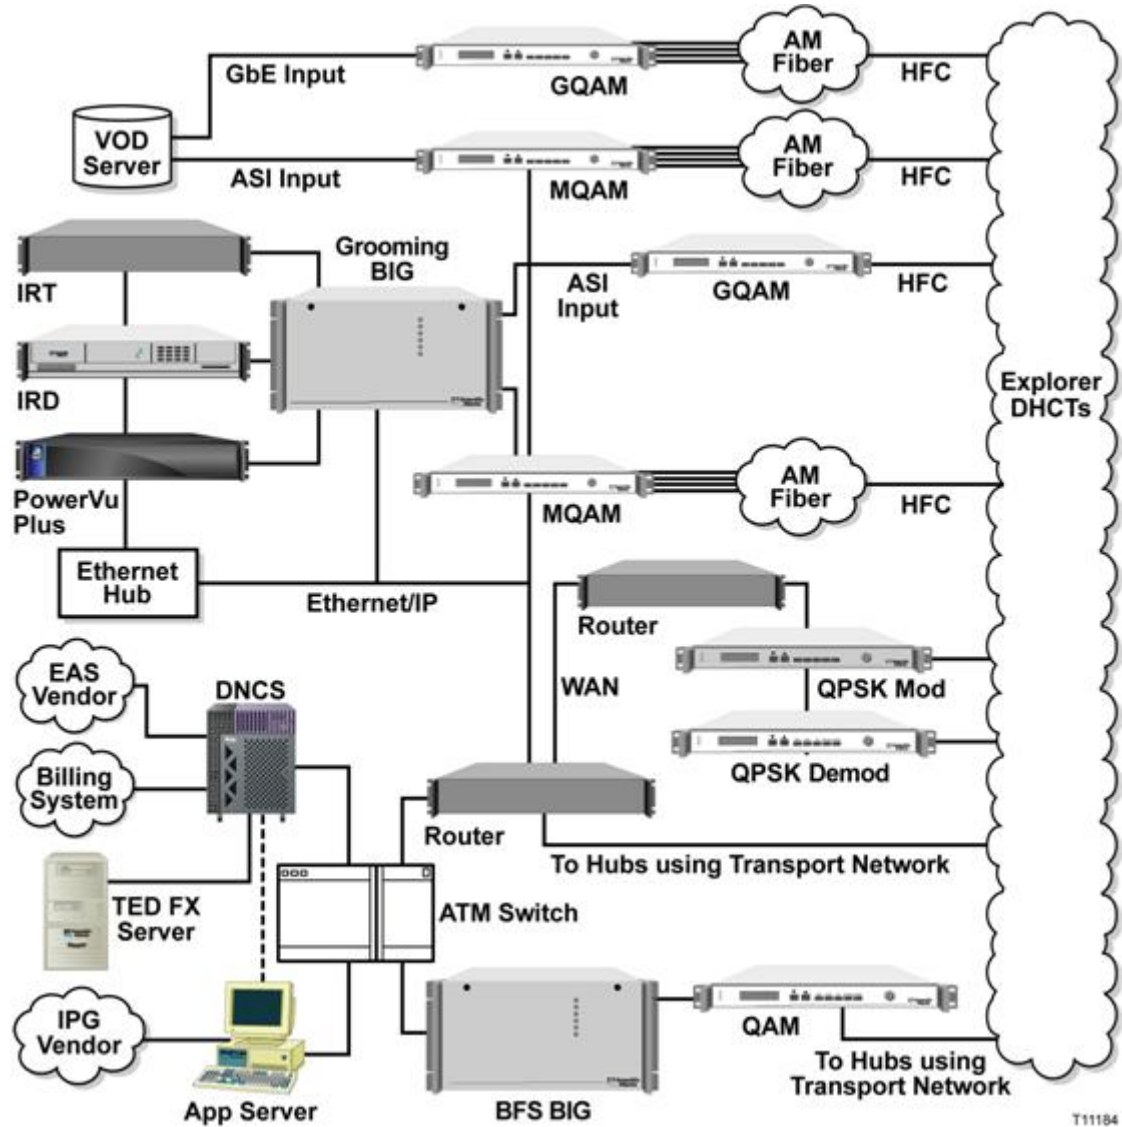 AM
Fiber
HFC
GbE Input
GQAM
VOD
Server
AM
Fiber
HFC
ASI Input
MQAM
Grooming
BIG
IRT
ASI
Input
GQAM
HFC
IRD
Explorer
DHCTs
PowerVu
Plus
MQAM
AM
Fiber
HFC
Ethernet
Hub
Ethernet/IP
Router
EAS
Vendor
DNCS
WAN
QPSK Mod
Billing
System
QPSK Demod
Router
To Hubs using Transport Network
TED FX
Server
ATM Switch
IPG
Vendor
QAM
To Hubs using
Transport Network
App Server
BFS BIG
T11184